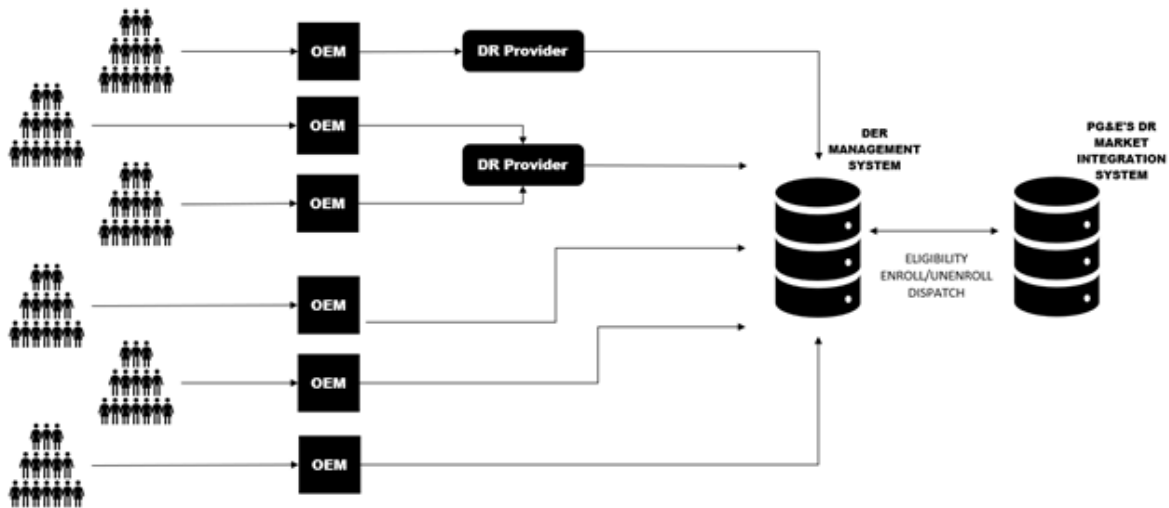 OEM
DR Provider
OEM
DR Provider
OEM
OEM
OEM
OEM
DER
MANAGEMENT
SYSTEM
PG&E'S DR
MARKET
INTEGRATION
SYSTEM
ELIGIBILITY
ENROLL/UNENROLL
DISPATCH